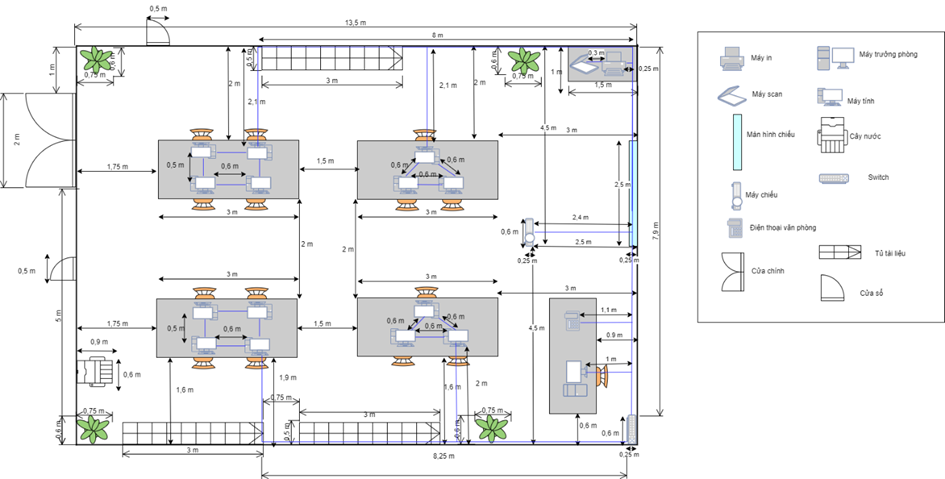 0,5 m
13,5 m
8 m
1 m
0,6 m
0,75 m
2 m
2,1 m
0,5 m
3 m
2,1 m
2 m
0,6 m
0,75 m
1 m
0.3 m
0,25 m
1,5 m
2 m
1,75 m
0,5 m
0,6 m
1,5 m
0,6 m
0,6 m
0,6 m
4,5 m
3 m
2.5 m
3 m
3 m
0,6 m
2,4 m
2,5 m
0,25 m
0,25 m
7,9 m
0,5 m
2 m
2 m
5 m
3 m
3 m
3 m
1,75 m
0,5 m
0,6 m
1,5 m
0,6 m
0,6 m
0,6 m
4,5 m
1,1 m
0.9 m
1 m
0,9 m
0,6 m
1,6 m
1,9 m
1,6 m
2 m
0,75 m
0,6 m
0,75 m
0,5 m
3 m
0,75 m
0,6 m
0,6 m
0,6 m
0,25 m
3 m
8,25 m
Máy in
Máy trưởng phòng
Máy scan
Máy tính
Màn hình chiếu
Cây nước
Máy chiếu
Switch
Điện thoại văn phòng
Cửa chính
Tủ tài liệu
Cửa sổ